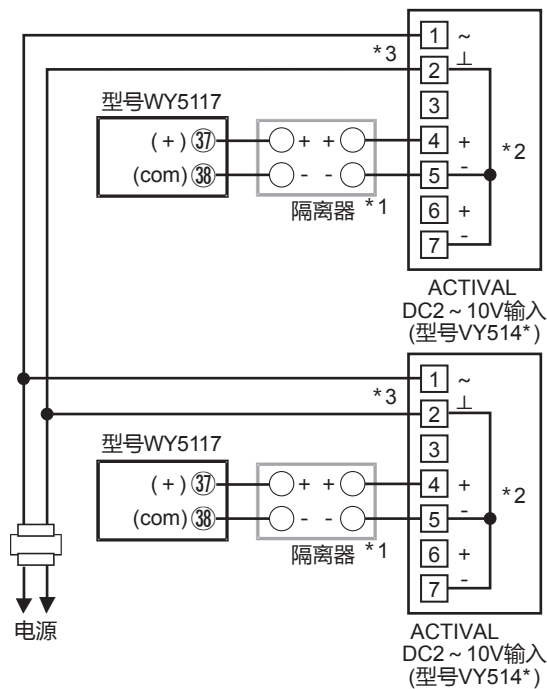 1 ~
*3
2 ⊥
型号WY5117
3
(+) ㊲ + + 4 +
*2
(com) ㊳ - - 5 -
隔离器 *1
6 +
7 -
ACTIVAL
DC2~10V输入
(型号VY514*)
1 ~
*3
2 ⊥
型号WY5117
3
(+) ㊲ + + 4 +
*2
(com) ㊳ - - 5 -
隔离器 *1
6 +
7 -
电源
ACTIVAL
DC2~10V输入
(型号VY514*)